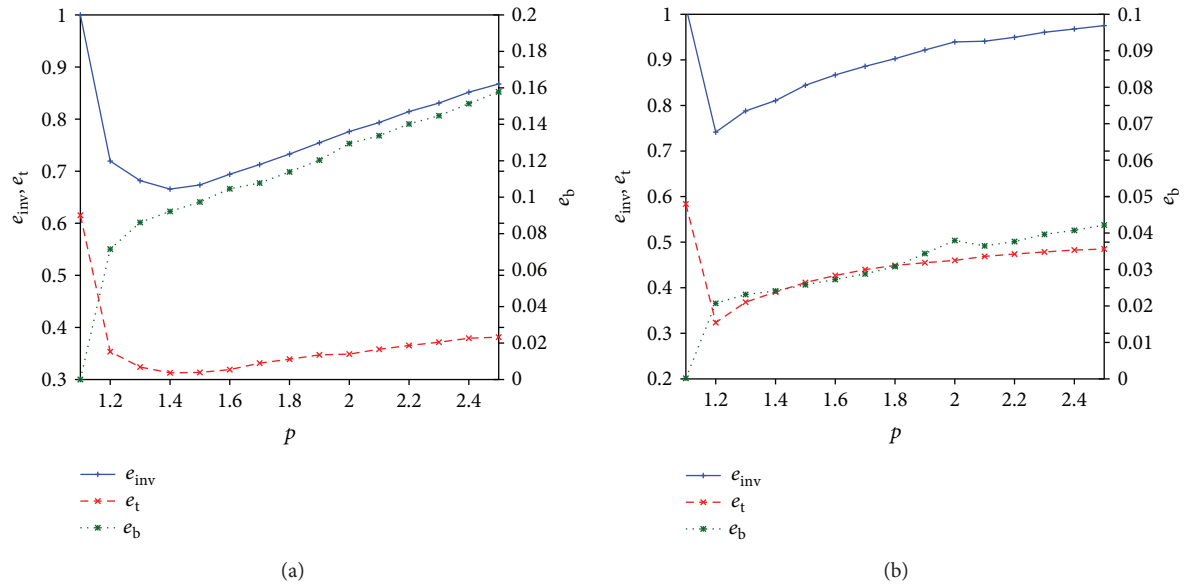 1
0.9
0.8
0.7
0.6
0.5
0.4
0.3
e_inv, e_t
0.2
0.18
0.16
0.14
0.12
0.1
0.08
0.06
0.04
0.02
0
e_b
1.2 1.4 1.6 1.8 2 2.2 2.4
p
e_inv
e_t
e_b
(a)
1
0.9
0.8
0.7
0.6
0.5
0.4
0.3
0.2
e_inv, e_t
0.1
0.09
0.08
0.07
0.06
0.05
0.04
0.03
0.02
0.01
0
e_b
1.2 1.4 1.6 1.8 2 2.2 2.4
p
e_inv
e_t
e_b
(b)